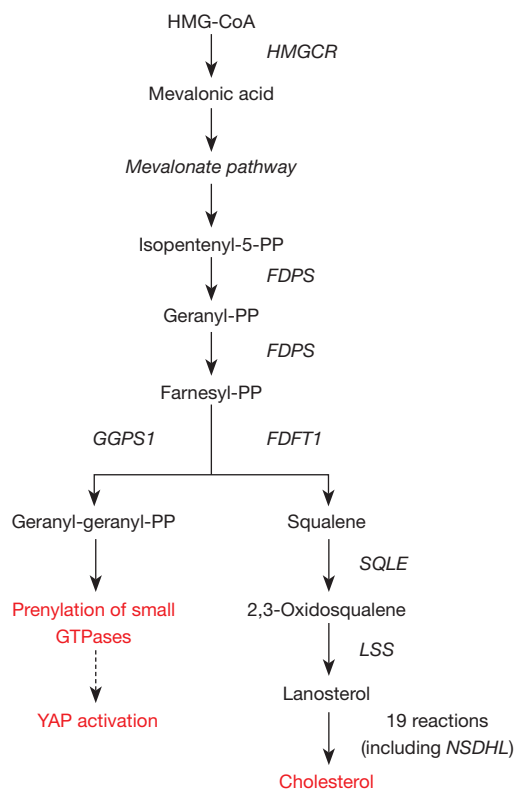 HMG-CoA
HMGCR
Mevalonic acid
Mevalonate pathway
Isopentenyl-5-PP
FDPS
Geranyl-PP
FDPS
Farnesyl-PP
GGPS1
FDFT1
Geranyl-geranyl-PP
Squalene
SQLE
Prenylation of small
GTPases
2,3-Oxidosqualene
LSS
YAP activation
Lanosterol
19 reactions
(including NSDHL)
Cholesterol